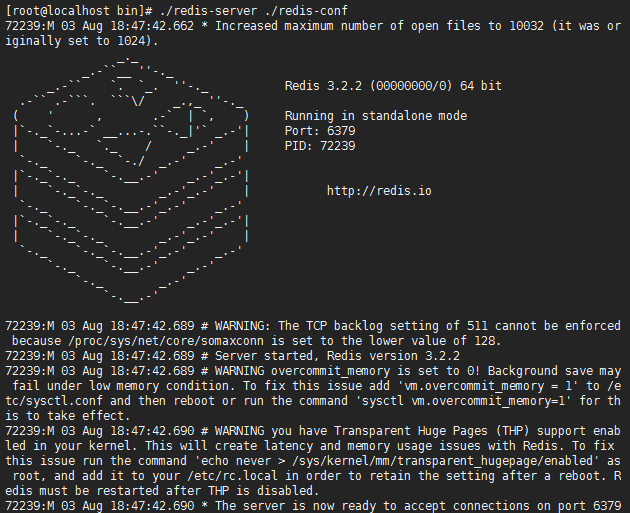 [root@localhost bin]# ./redis-server ./redis-conf
72239:M 03 Aug 18:47:42.662 * Increased maximum number of open files to 10032 (it was or
iginally set to 1024).
Redis 3.2.2 (00000000/0) 64 bit
Running in standalone mode
Port: 6379
PID: 72239
http://redis.io
72239:M 03 Aug 18:47:42.689 # WARNING: The TCP backlog setting of 511 cannot be enforced
because /proc/sys/net/core/somaxconn is set to the lower value of 128.
72239:M 03 Aug 18:47:42.689 # Server started, Redis version 3.2.2
72239:M 03 Aug 18:47:42.689 # WARNING overcommit_memory is set to 0! Background save may
fail under low memory condition. To fix this issue add 'vm.overcommit_memory = 1' to /e
tc/sysctl.conf and then reboot or run the command 'sysctl vm.overcommit_memory=1' for th
is to take effect.
72239:M 03 Aug 18:47:42.690 # WARNING you have Transparent Huge Pages (THP) support enab
led in your kernel. This will create latency and memory usage issues with Redis. To fix
this issue run the command 'echo never > /sys/kernel/mm/transparent_hugepage/enabled' as
root, and add it to your /etc/rc.local in order to retain the setting after a reboot. R
edis must be restarted after THP is disabled.
72239:M 03 Aug 18:47:42.690 * The server is now ready to accept connections on port 6379